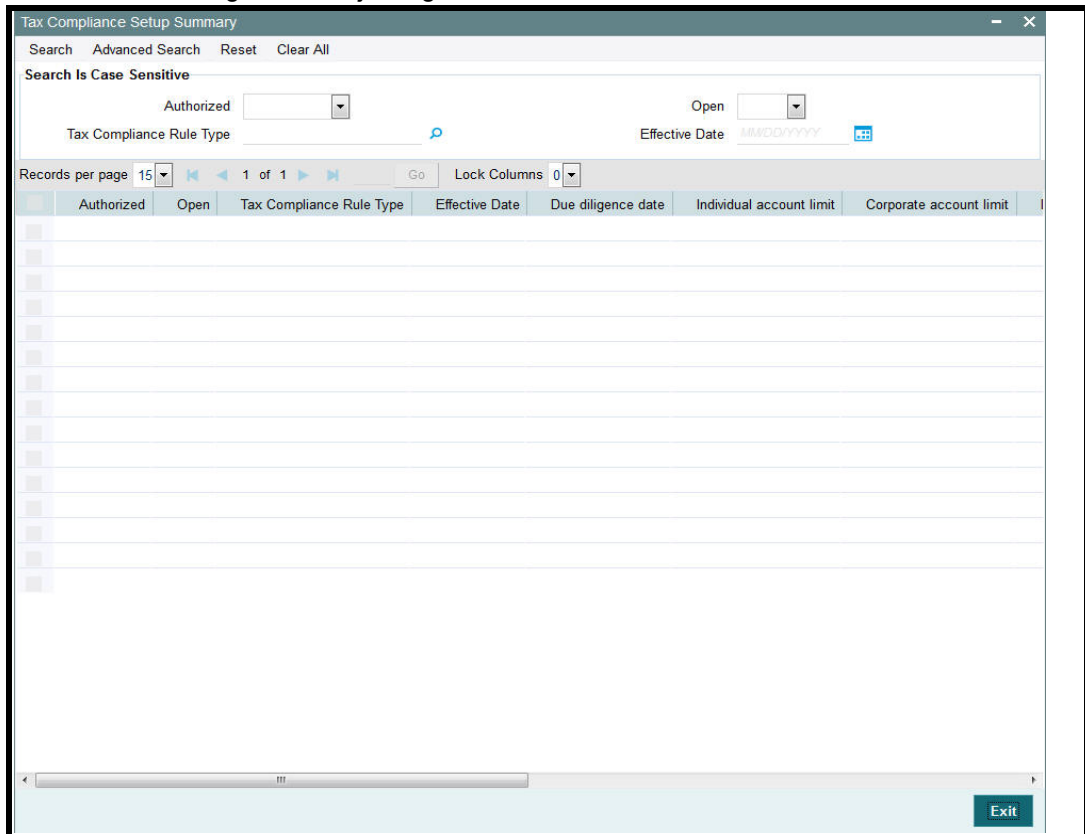 Tax Compliance Setup Summary
Search Advanced Search Reset Clear All
Search Is Case Sensitive
Authorized Open
Tax Compliance Rule Type Effective Date MM/DD/YYYY
Records per page 15 1 of 1 Go Lock Columns 0
Authorized Open Tax Compliance Rule Type Effective Date Due diligence date Individual account limit Corporate account limit
Exit